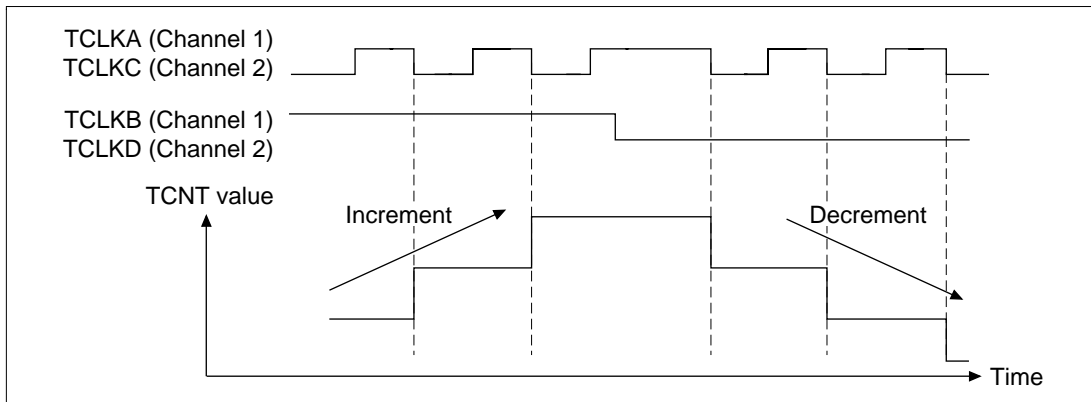 TCLKA (Channel 1)
TCLKC (Channel 2)
TCLKB (Channel 1)
TCLKD (Channel 2)
TCNT value
Increment
Decrement
Time